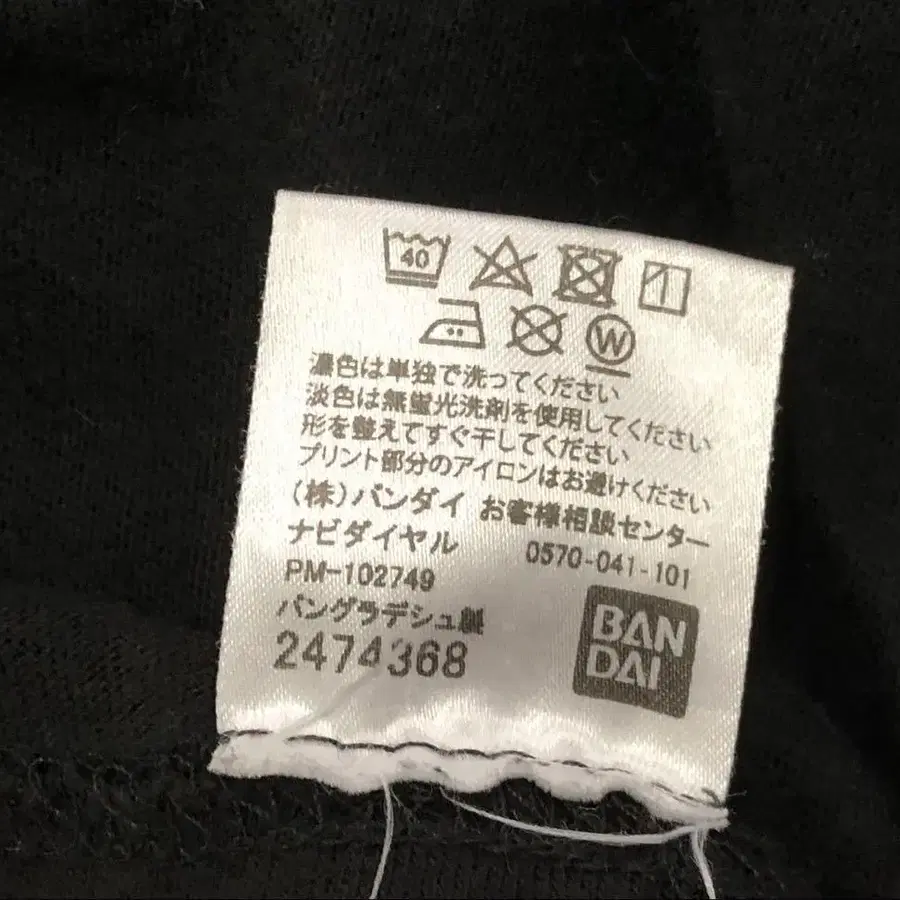 40
W
濃色は単独で洗ってください
淡色は無蛍光洗剤を使用してください
形を整えてすぐ干してください
プリント部分のアイロンはお避けください
(株)バンダイ お客様相談センター
ナビダイヤル 0570-041-101
PM-102749
バングラデシュ製
2474368
BAN
DAI